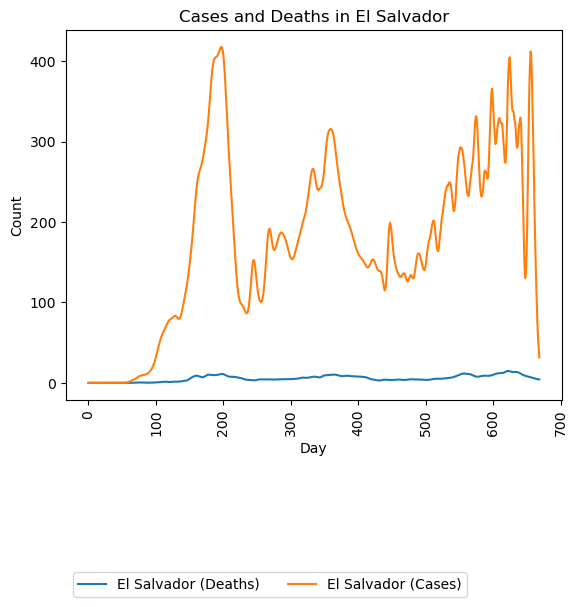 Cases and Deaths in El Salvador
Count
400
300
200
100
0
0 100 200 300 400 500 600 700
Day
El Salvador (Deaths) El Salvador (Cases)